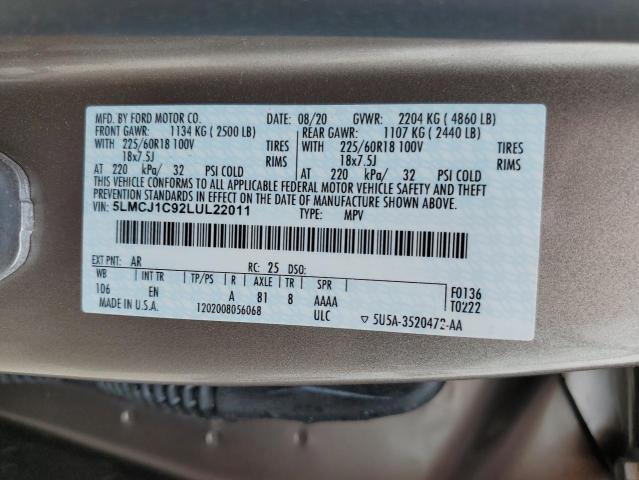 MFD. BY FORD MOTOR CO. DATE: 08/20 GVWR: 2204 KG ( 4860 LB)
FRONT GAWR: 1134 KG ( 2500 LB) REAR GAWR: 1107 KG ( 2440 LB)
WITH 225/60R18 100V TIRES WITH 225/60R18 100V TIRES
18x7.5J RIMS 18x7.5J RIMS
AT 220 kPa/ 32 PSI COLD AT 220 kPa/ 32 PSI COLD
THIS VEHICLE CONFORMS TO ALL APPLICABLE FEDERAL MOTOR VEHICLE SAFETY AND THEFT
PREVENTION STANDARDS IN EFFECT ON THE DATE OF MANUFACTURE SHOWN ABOVE.
VIN: 5LMCJ1C92LUL22011 TYPE: MPV
EXT PNT: AR RC: 25 DSO:
WB INT TR TP/PS R AXLE TR SPR F0136
106 EN A 81 8 AAAA T0222
MADE IN U.S.A. 1202008056068 ULC ▽ 5U5A-3520472-AA